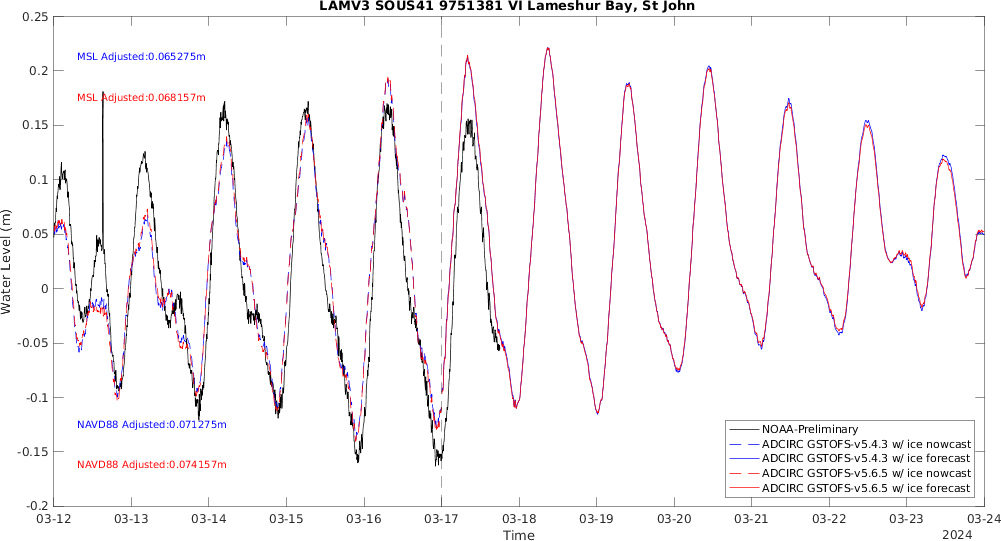 LAMV3 SOUS41 9751381 VI Lameshur Bay, St John
0.25
0.2
0.15
0.1
0.05
0
-0.05
-0.1
-0.15
-0.2
Water Level (m)
MSL Adjusted:0.065275m
MSL Adjusted:0.068157m
NAVD88 Adjusted:0.071275m
NAVD88 Adjusted:0.074157m
NOAA-Preliminary
ADCIRC GSTOFS-v5.4.3 w/ ice nowcast
ADCIRC GSTOFS-v5.4.3 w/ ice forecast
ADCIRC GSTOFS-v5.6.5 w/ ice nowcast
ADCIRC GSTOFS-v5.6.5 w/ ice forecast
03-12 03-13 03-14 03-15 03-16 03-17 03-18 03-19 03-20 03-21 03-22 03-23 03-24
Time
2024